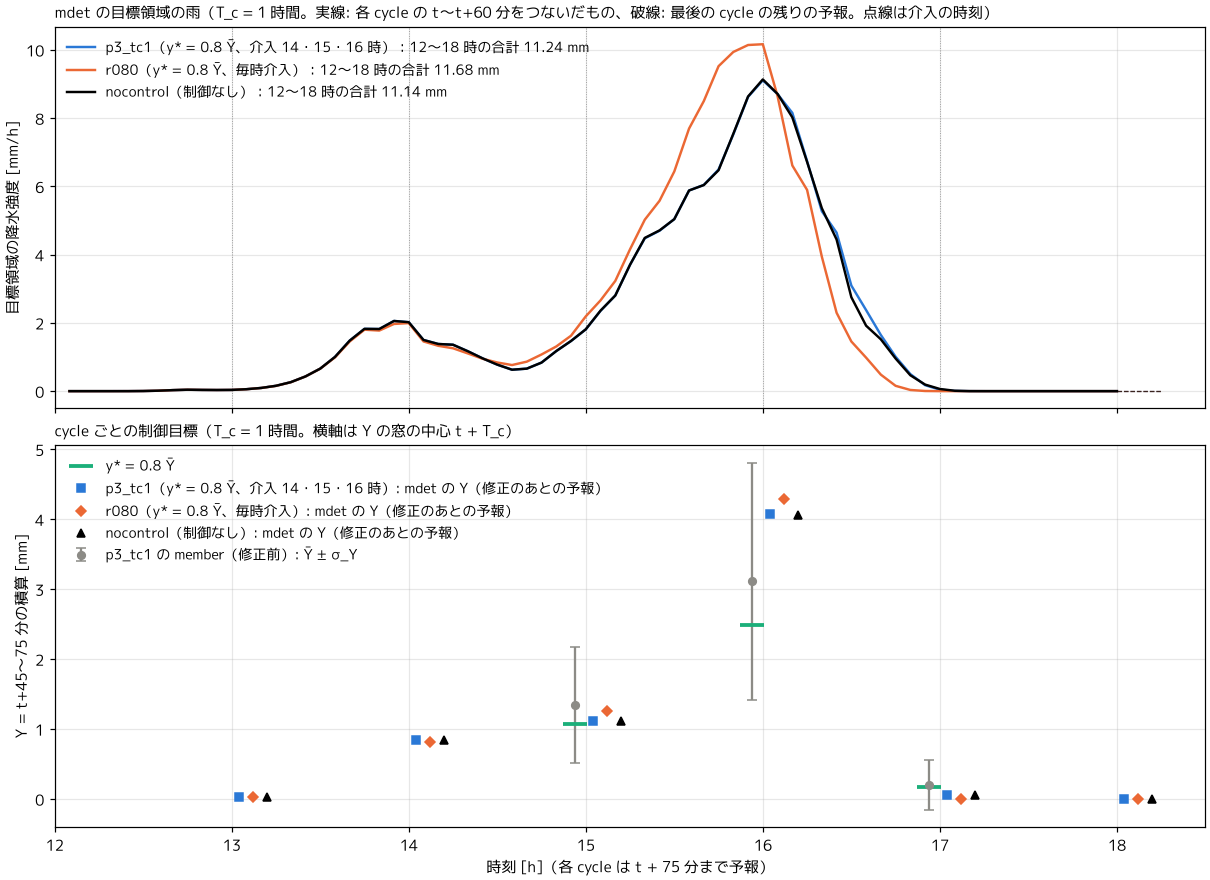 mdet の目標領域の雨（T_c = 1 時間。実線: 各 cycle の t〜t+60 分をつないだもの、破線: 最後の cycle の残りの予報。点線は介入の時刻）
p3_tc1（y* = 0.8 Ȳ、介入 14・15・16 時）: 12〜18 時の合計 11.24 mm
r080（y* = 0.8 Ȳ、毎時介入）: 12〜18 時の合計 11.68 mm
nocontrol（制御なし）: 12〜18 時の合計 11.14 mm
目標領域の降水強度 [mm/h]
10
8
6
4
2
0
cycle ごとの制御目標（T_c = 1 時間。横軸は Y の窓の中心 t + T_c）
y* = 0.8 Ȳ
p3_tc1（y* = 0.8 Ȳ、介入 14・15・16 時）: mdet の Y（修正のあとの予報）
r080（y* = 0.8 Ȳ、毎時介入）: mdet の Y（修正のあとの予報）
nocontrol（制御なし）: mdet の Y（修正のあとの予報）
p3_tc1 の member（修正前）: Ȳ ± σ_Y
Y = t+45〜75 分の積算 [mm]
5
4
3
2
1
0
12 13 14 15 16 17 18
時刻 [h]（各 cycle は t + 75 分まで予報）